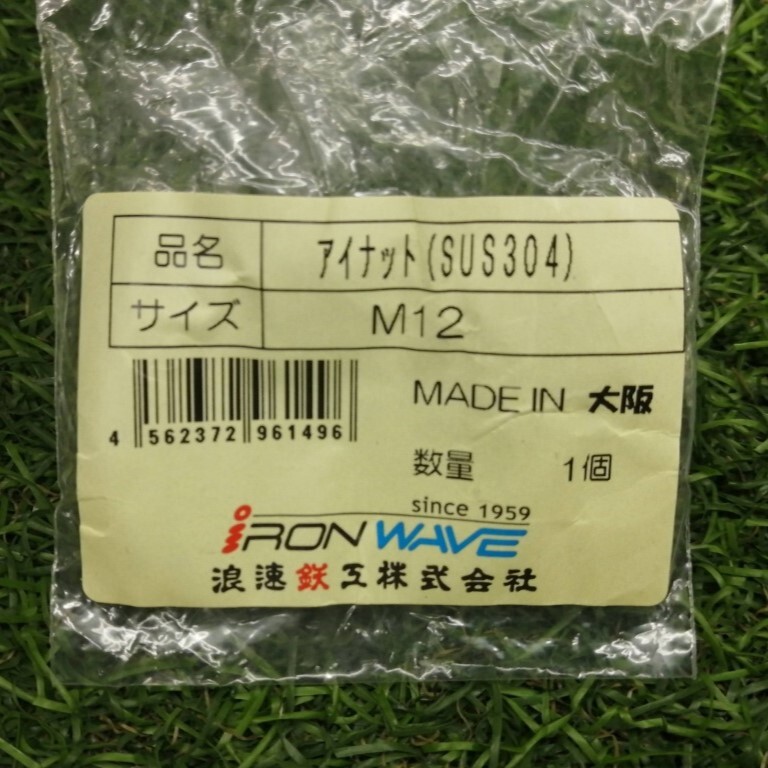 品名 アイナット(SUS304)
サイズ M12
MADE IN 大阪
4 562372 961496
数量 1個
since 1959
iRON WAVE
浪速鉄工株式会社